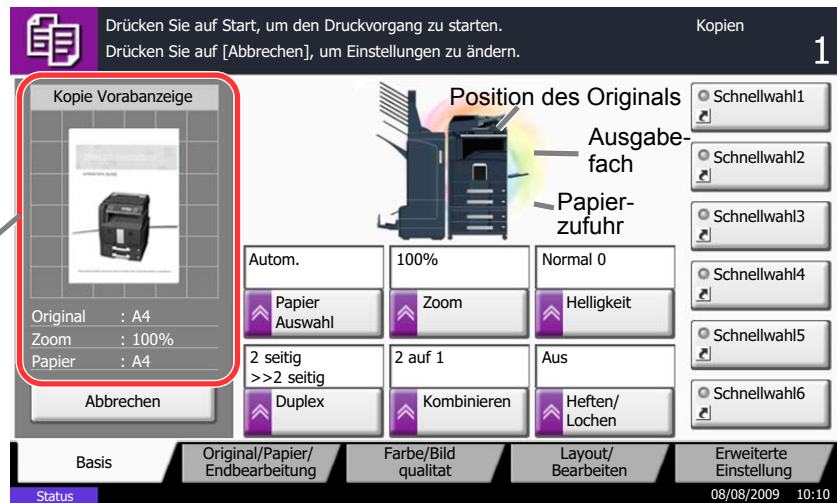 Drücken Sie auf Start, um den Druckvorgang zu starten.
Drücken Sie auf [Abbrechen], um Einstellungen zu ändern.
Kopien
1
Kopie Vorabanzeige
OPERATION GUIDE
Original : A4
Zoom : 100%
Papier : A4
Abbrechen
Position des Originals
Ausgabe-
fach
Papier-
zufuhr
Autom.
Papier
Auswahl
100%
Zoom
Normal 0
Helligkeit
2 seitig
>>2 seitig
Duplex
2 auf 1
Kombinieren
Aus
Heften/
Lochen
Schnellwahl1
Schnellwahl2
Schnellwahl3
Schnellwahl4
Schnellwahl5
Schnellwahl6
Basis
Original/Papier/
Endbearbeitung
Farbe/Bild
qualitat
Layout/
Bearbeiten
Erweiterte
Einstellung
Status
08/08/2009 10:10